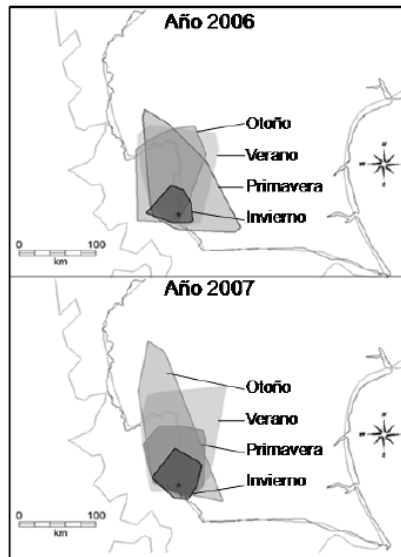 Año 2006
Otoño
Verano
Primavera
Invierno
0 100
km
Año 2007
Otoño
Verano
Primavera
Invierno
0 100
km